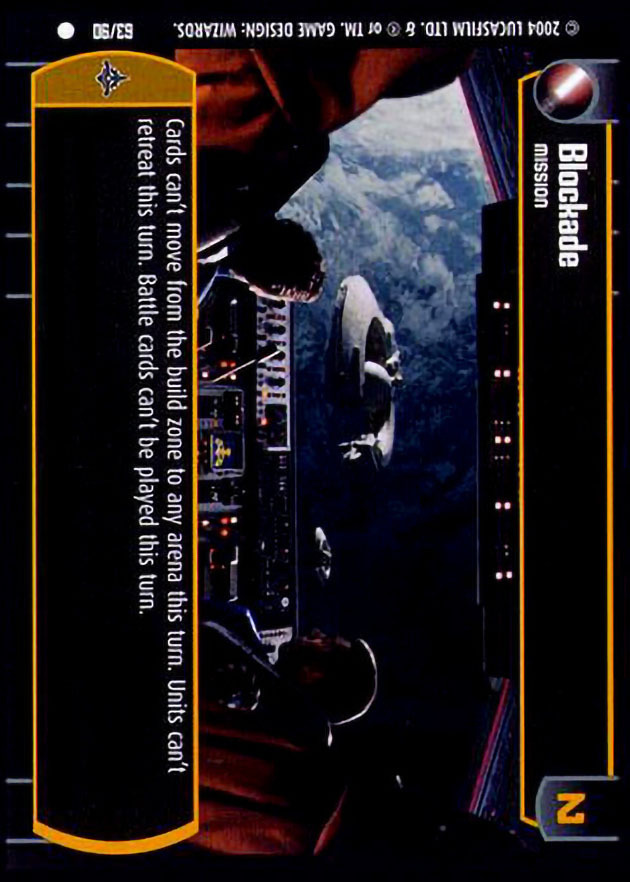 Blockade
MISSION
2
Cards can't move from the build zone to any arena this turn. Units can't
retreat this turn. Battle cards can't be played this turn.
© 2004 LUCASFILM LTD. & ® or TM. GAME DESIGN: WIZARDS.
63/90